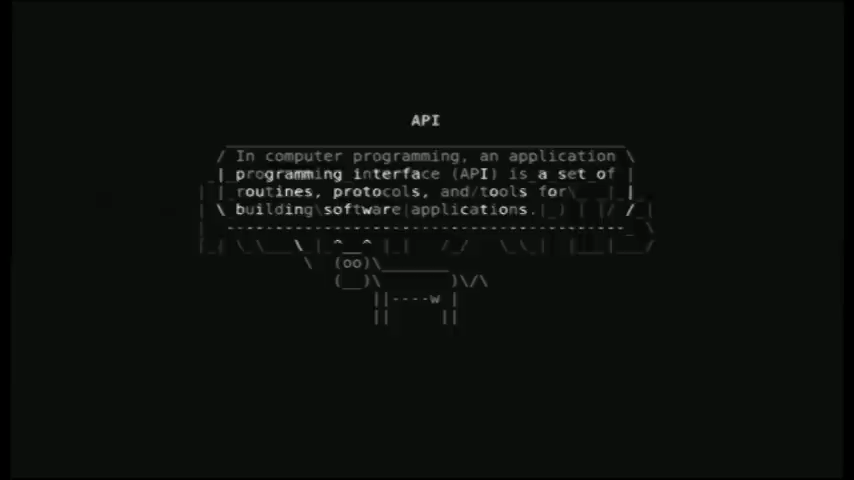 API
In computer programming, an application
programming interface (API) is a set of
routines, protocols, and tools for
building software applications.